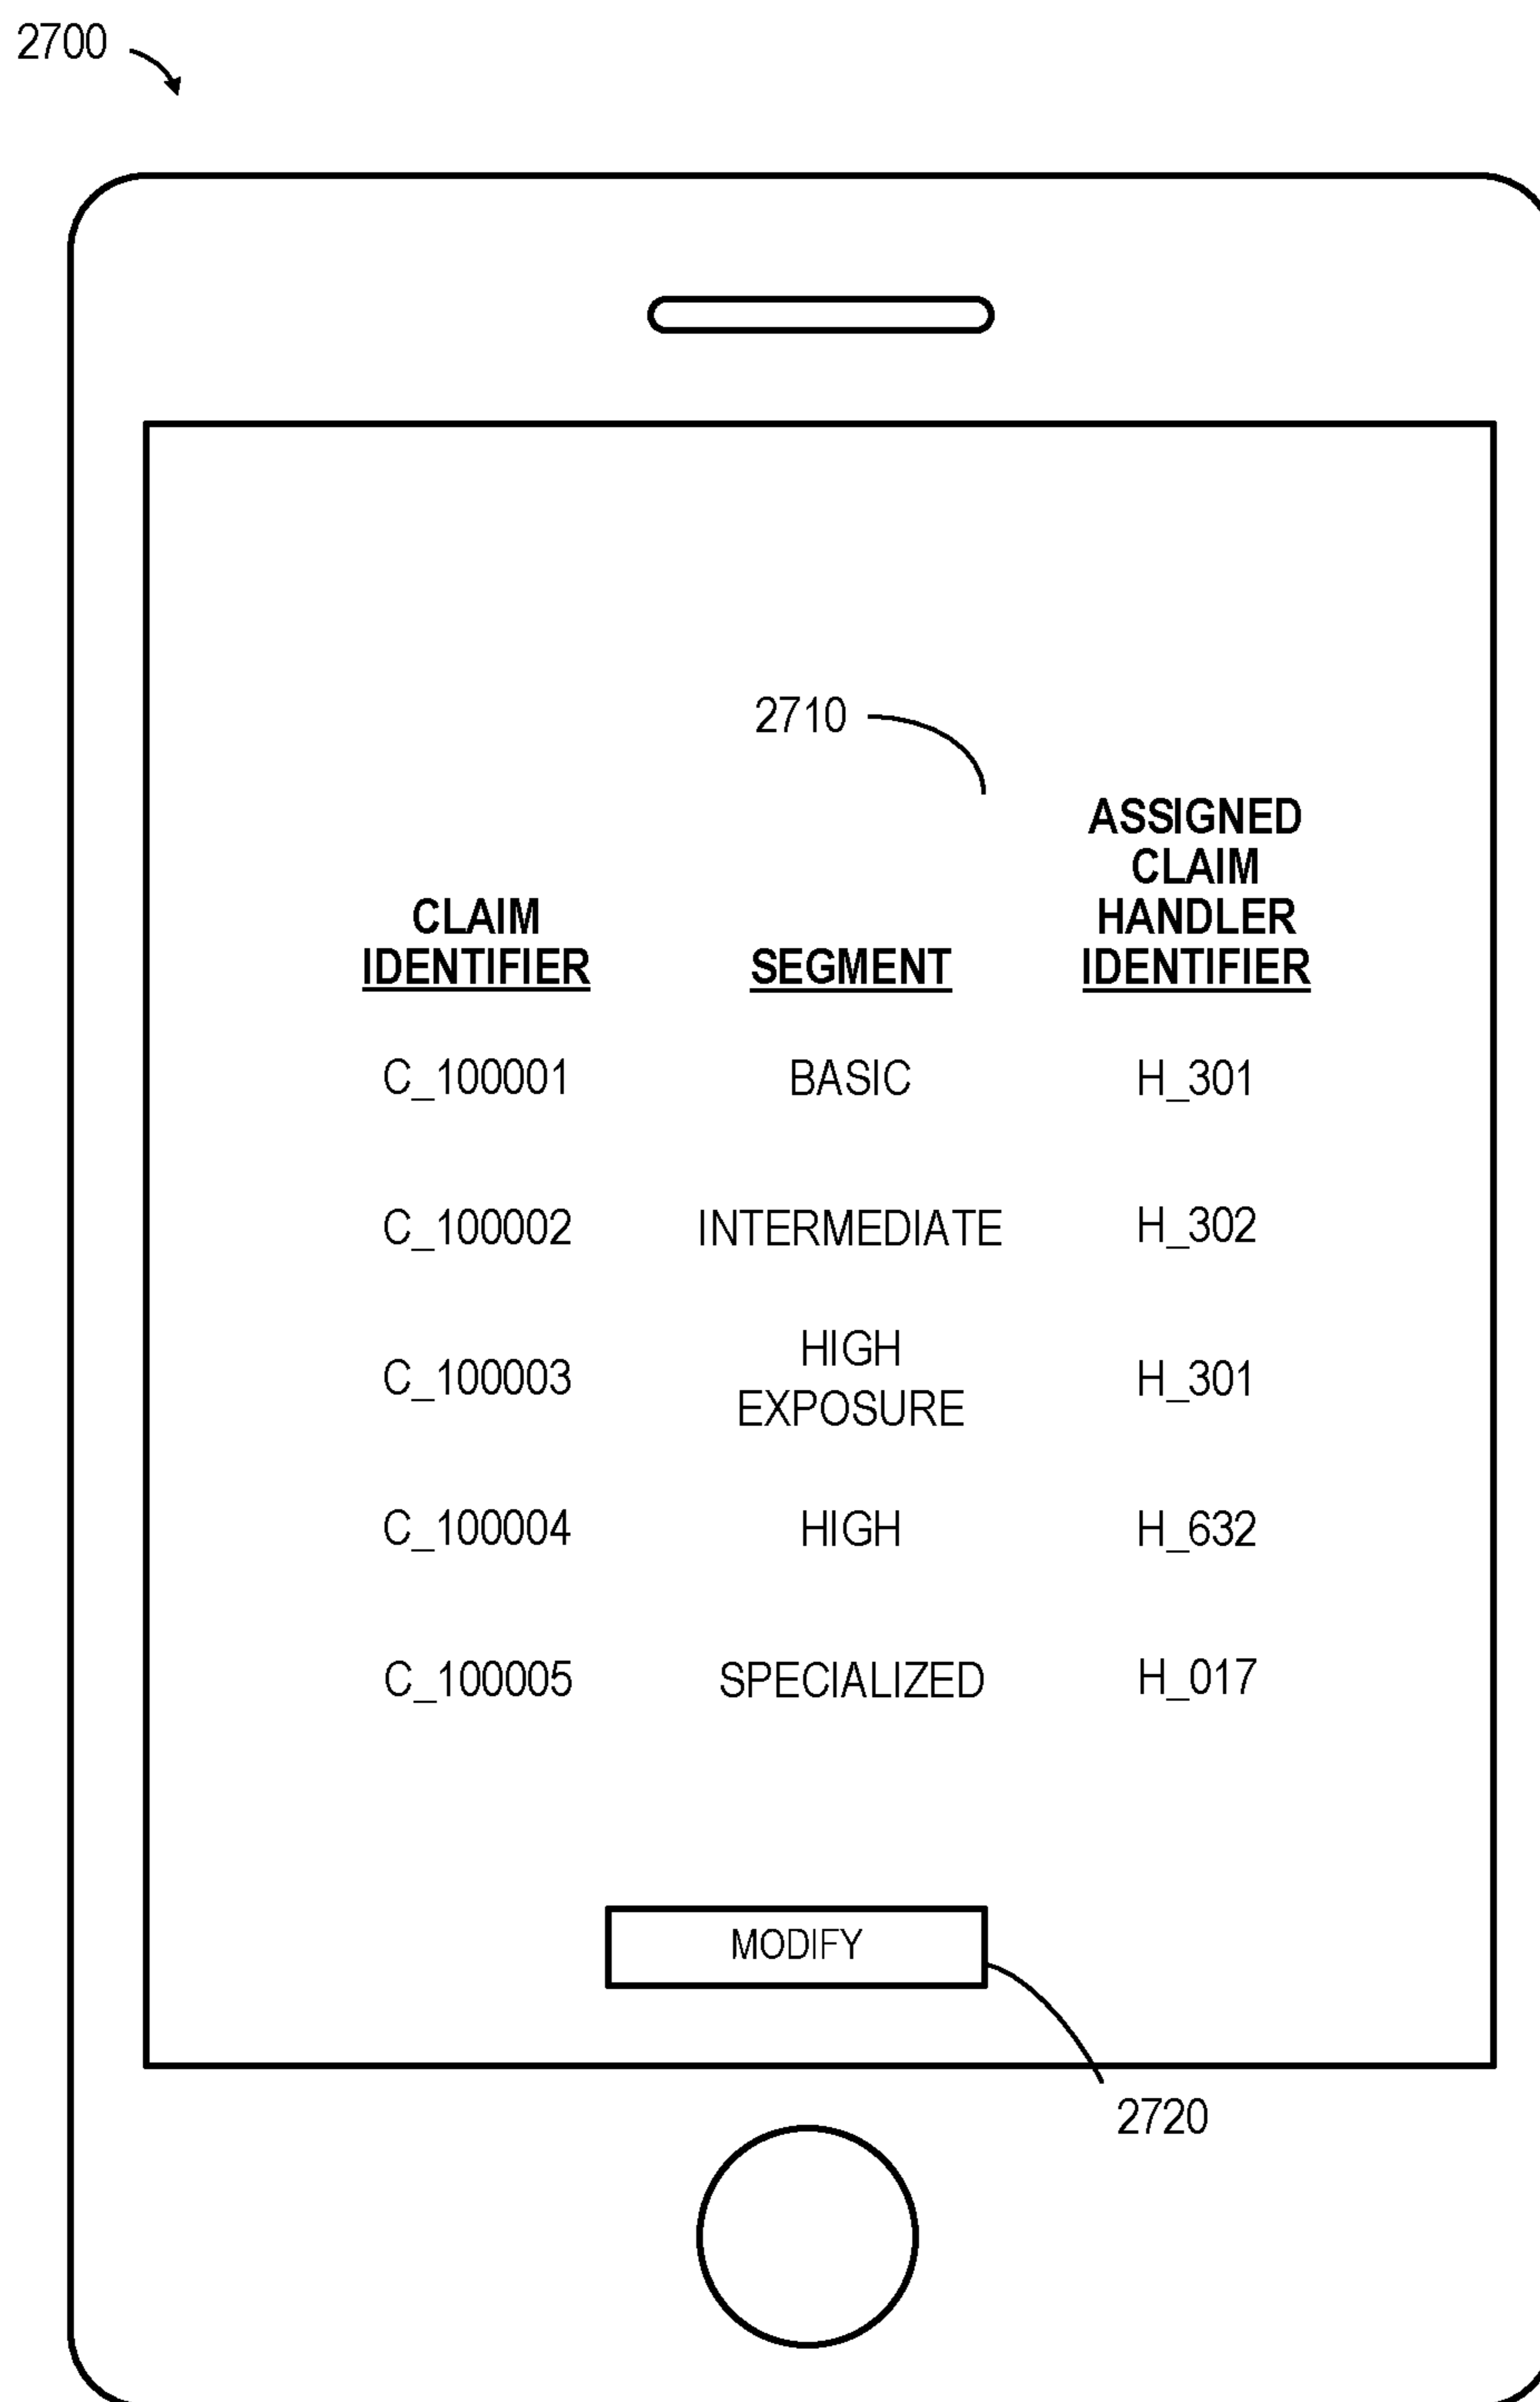 2700
2710
ASSIGNED
CLAIM
CLAIM HANDLER
IDENTIFIER SEGMENT IDENTIFIER
C_100001 BASIC H_301
C_100002 INTERMEDIATE H_302
HIGH
C_100003 H_301
EXPOSURE
C_100004 HIGH H_632
C_100005 SPECIALIZED H_017
MODIFY
2720